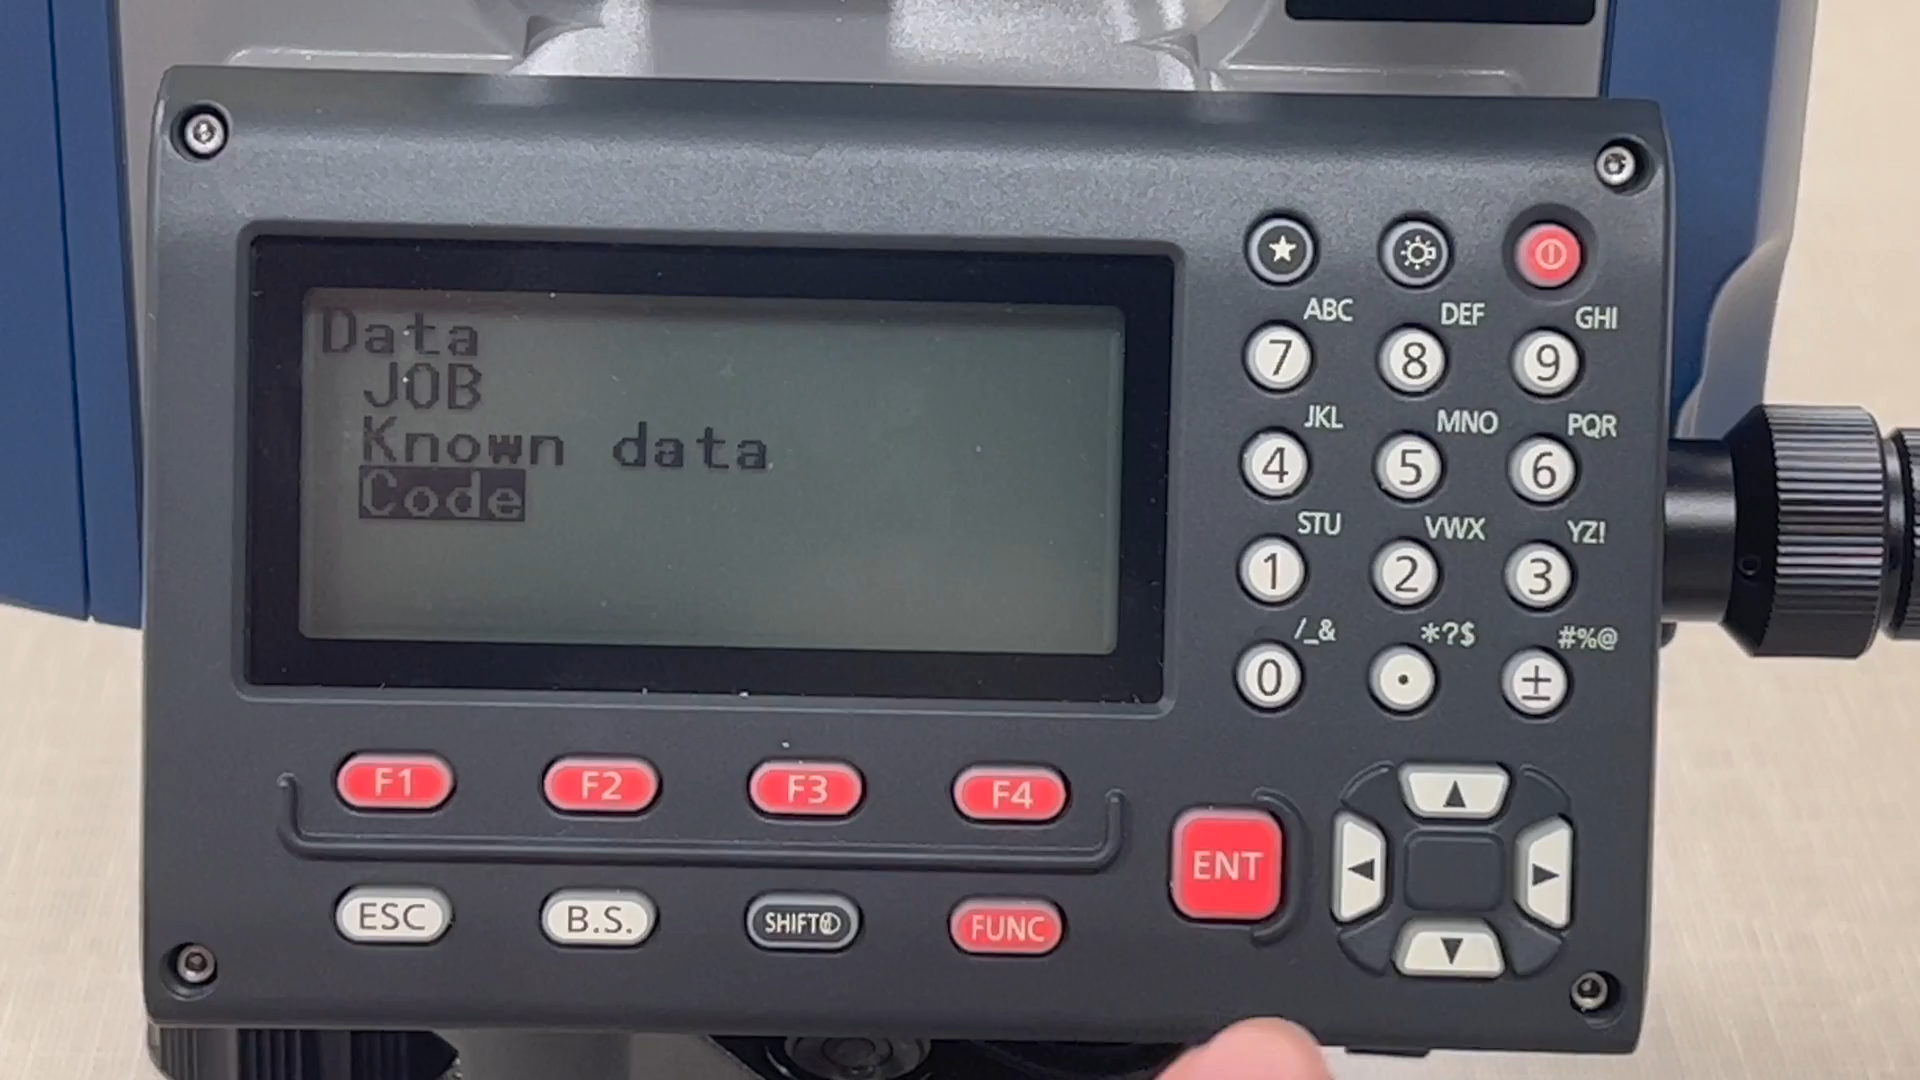 Data
JOB
Known data
Code
ABC DEF GHI
7 8 9
JKL MNO PQR
4 5 6
STU VWX YZ!
1 2 3
/_& *?$ #%@
0 . ±
F1 F2 F3 F4
ENT
ESC B.S. SHIFT FUNC